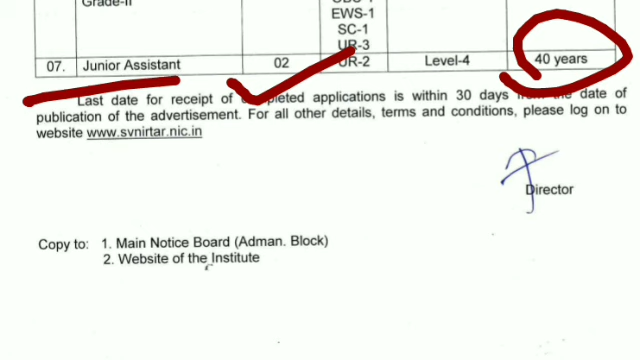 Grade-II
EWS-1
SC-1
UR-3
07. Junior Assistant 02 UR-2 Level-4 40 years
Last date for receipt of completed applications is within 30 days from the date of
publication of the advertisement. For all other details, terms and conditions, please log on to
website www.svnirtar.nic.in
Director
Copy to: 1. Main Notice Board (Adman. Block)
2. Website of the Institute